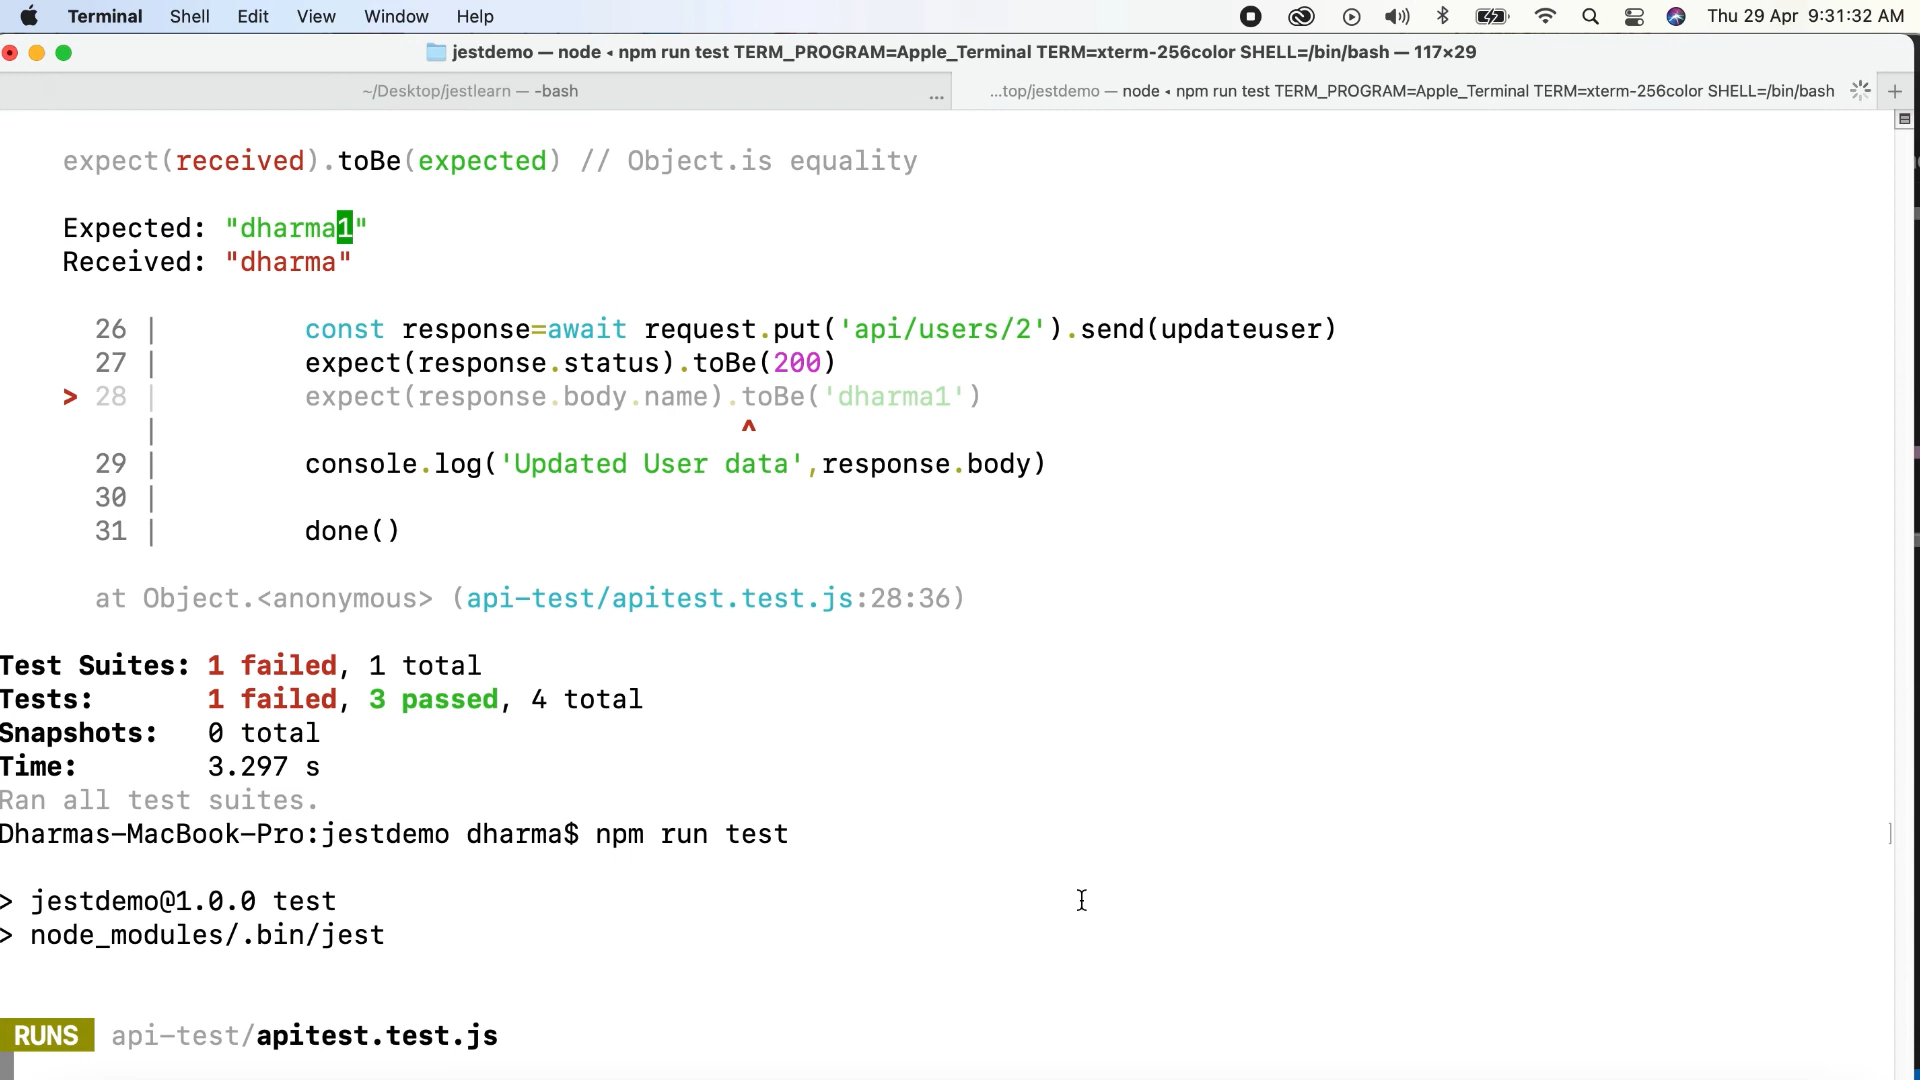 Terminal Shell Edit View Window Help Thu 29 Apr 9:31:32 AM
jestdemo — node ◂ npm run test TERM_PROGRAM=Apple_Terminal TERM=xterm-256color SHELL=/bin/bash — 117×29
~/Desktop/jestlearn — -bash ... ...top/jestdemo — node ◂ npm run test TERM_PROGRAM=Apple_Terminal TERM=xterm-256color SHELL=/bin/bash +
expect(received).toBe(expected) // Object.is equality
Expected: "dharma1"
Received: "dharma"
26 | const response=await request.put('api/users/2').send(updateuser)
27 | expect(response.status).toBe(200)
> 28 | expect(response.body.name).toBe('dharma1')
| ^
29 | console.log('Updated User data',response.body)
30 |
31 | done()
at Object.<anonymous> (api-test/apitest.test.js:28:36)
Test Suites: 1 failed, 1 total
Tests: 1 failed, 3 passed, 4 total
Snapshots: 0 total
Time: 3.297 s
Ran all test suites.
Dharmas-MacBook-Pro:jestdemo dharma$ npm run test
> jestdemo@1.0.0 test
> node_modules/.bin/jest
RUNS api-test/apitest.test.js